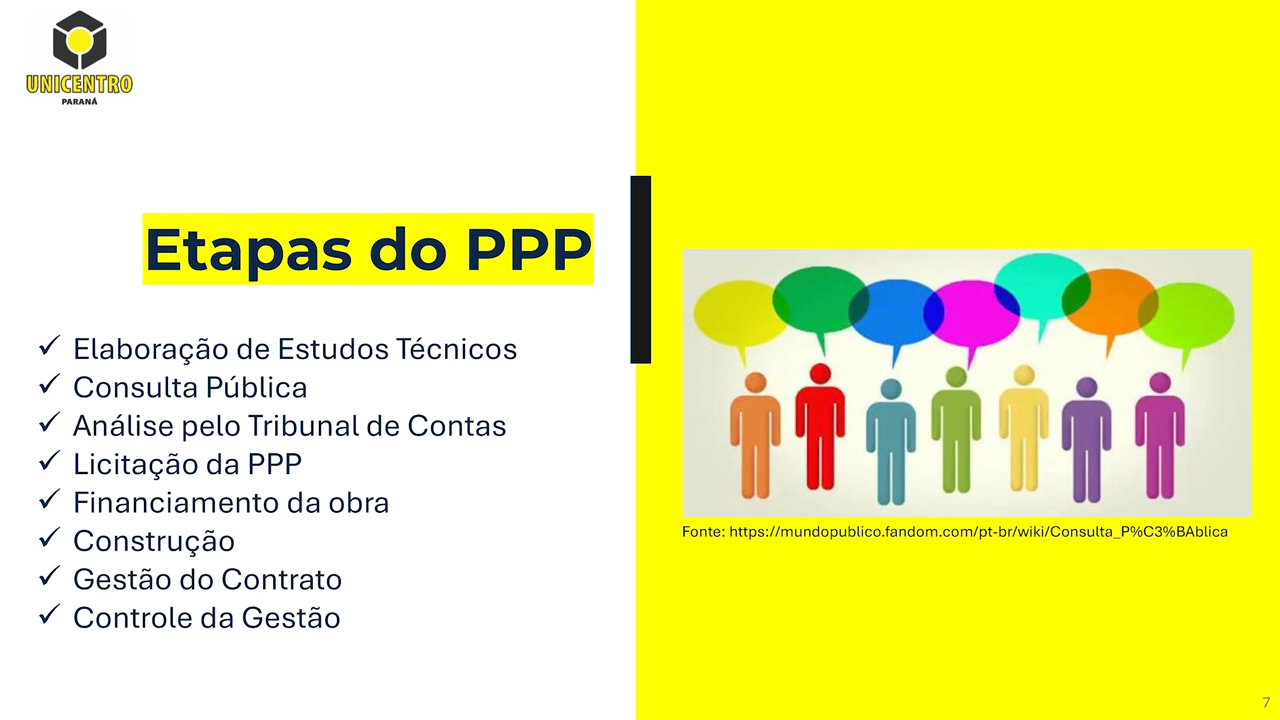 UNICENTRO
PARANÁ
Etapas do PPP
✓ Elaboração de Estudos Técnicos
✓ Consulta Pública
✓ Análise pelo Tribunal de Contas
✓ Licitação da PPP
✓ Financiamento da obra
✓ Construção
✓ Gestão do Contrato
✓ Controle da Gestão
Fonte: https://mundopublico.fandom.com/pt-br/wiki/Consulta_P%C3%BAblica
7